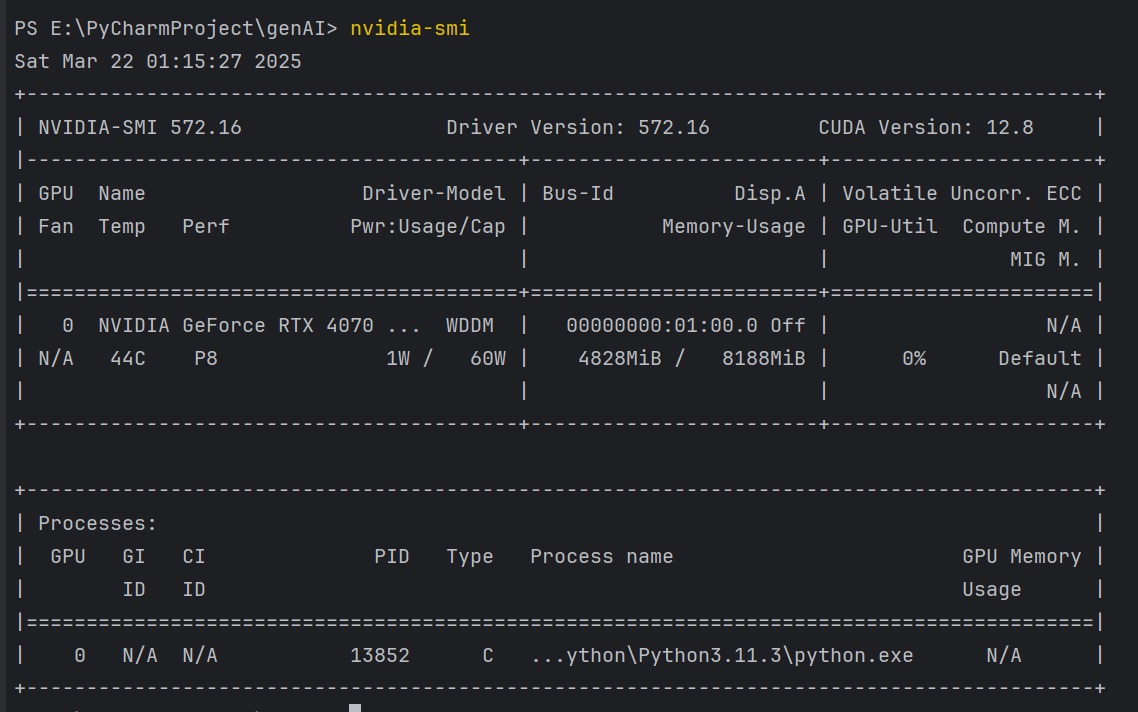 PS E:\PyCharmProject\genAI> nvidia-smi
Sat Mar 22 01:15:27 2025
+-----------------------------------------------------------------------------------------+
| NVIDIA-SMI 572.16                 Driver Version: 572.16         CUDA Version: 12.8     |
|-----------------------------------------+------------------------+----------------------+
| GPU  Name                  Driver-Model | Bus-Id          Disp.A | Volatile Uncorr. ECC |
| Fan  Temp   Perf          Pwr:Usage/Cap |           Memory-Usage | GPU-Util  Compute M. |
|                                         |                        |               MIG M. |
|=========================================+========================+======================|
|   0  NVIDIA GeForce RTX 4070 ...  WDDM  |   00000000:01:00.0 Off |                  N/A |
| N/A   44C    P8              1W /   60W |    4828MiB /   8188MiB |      0%      Default |
|                                         |                        |                  N/A |
+-----------------------------------------+------------------------+----------------------+

+-----------------------------------------------------------------------------------------+
| Processes:                                                                              |
|  GPU   GI   CI              PID   Type   Process name                        GPU Memory |
|        ID   ID                                                               Usage      |
|=========================================================================================|
|    0   N/A  N/A           13852      C   ...ython\Python3.11.3\python.exe      N/A      |
+-----------------------------------------------------------------------------------------+